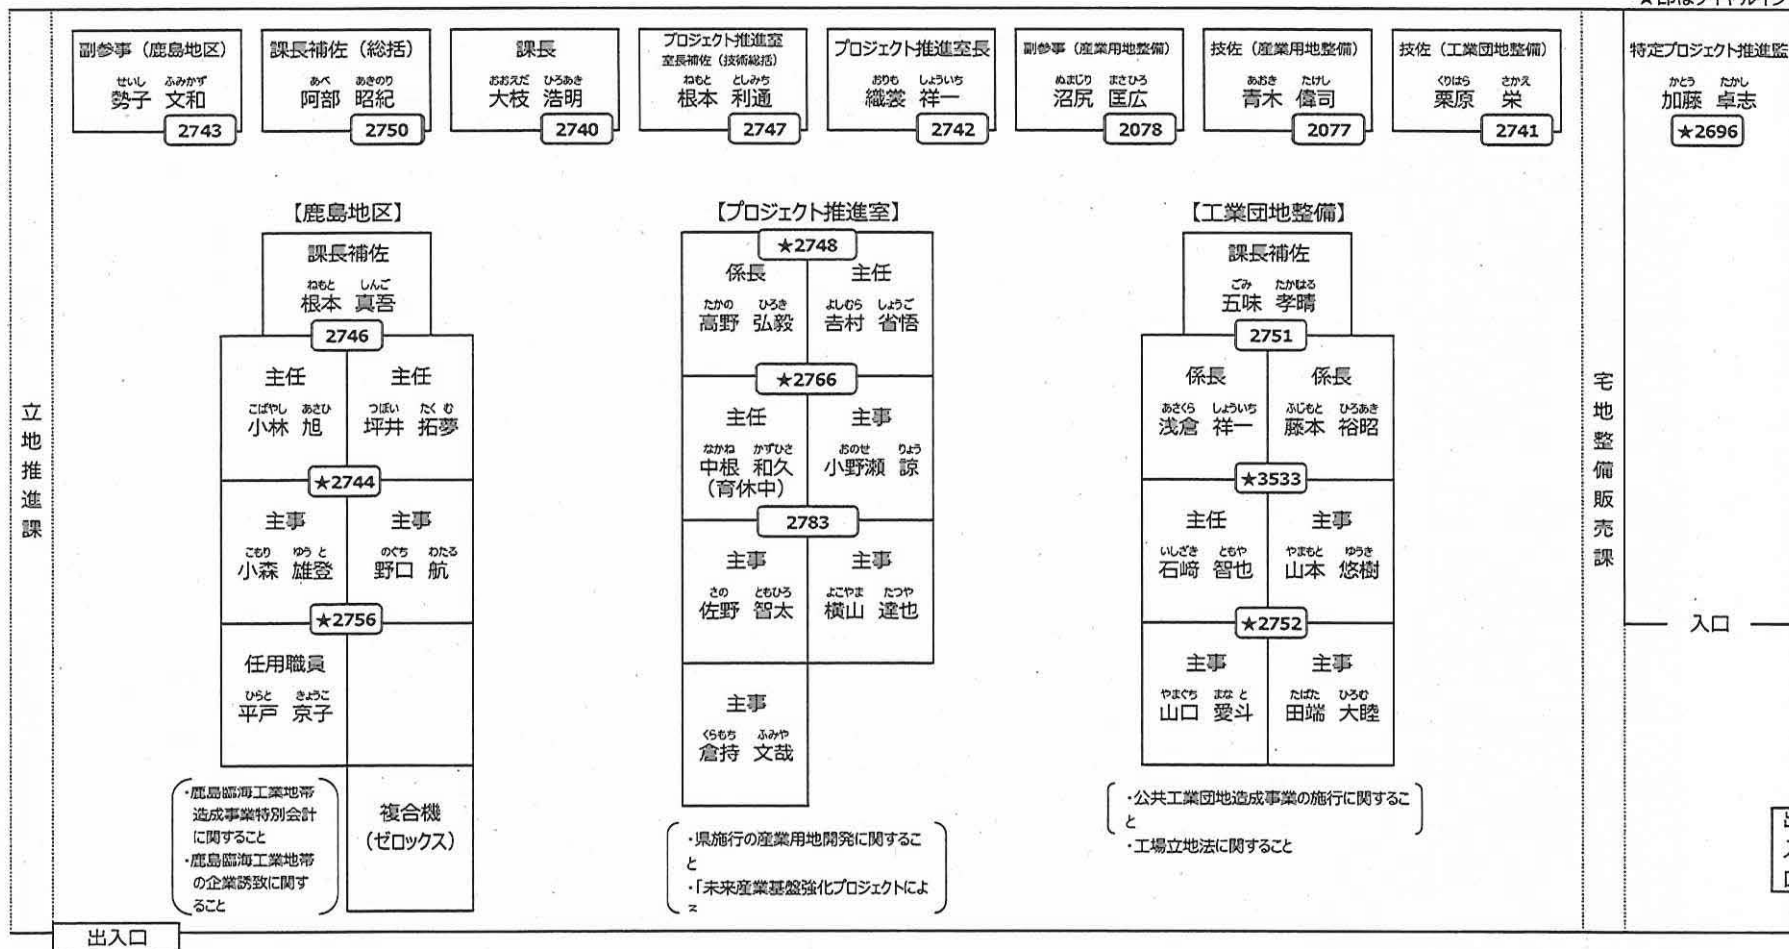 副参事（鹿島地区）
せいし ふみかず
勢子 文和
2743
課長補佐（総括）
あべ あきのり
阿部 昭紀
2750
課長
おおえだ ひろあき
大枝 浩明
2740
プロジェクト推進室
室長補佐（技術総括）
ねもと としみち
根本 利通
2747
プロジェクト推進室長
おりも しょういち
織裳 祥一
2742
副参事（産業用地整備）
ぬまじり まさひろ
沼尻 匡広
2078
技佐（産業用地整備）
あおき たけし
青木 偉司
2077
技佐（工業団地整備）
くりはら さかえ
栗原 栄
2741
特定プロジェクト推進監
かとう たかし
加藤 卓志
★2696
立地推進課
【鹿島地区】
課長補佐
ねもと しんご
根本 真吾
2746
主任 主任
こばやし あさひ つぼい たく む
小林 旭 坪井 拓夢
★2744
主事 主事
こもり ゆう と のぐち わたる
小森 雄登 野口 航
★2756
任用職員
ひらと きょうこ
平戸 京子
複合機
（ゼロックス）
・鹿島臨海工業地帯
造成事業特別会計
に関すること
・鹿島臨海工業地帯
の企業誘致に関す
ること
【プロジェクト推進室】
★2748
係長 主任
たかの ひろき よしむら しょうご
高野 弘毅 吉村 省悟
★2766
主任 主事
なかね かずひさ おのせ りょう
中根 和久 小野瀬 諒
（育休中）
2783
主事 主事
さの ともひろ よこやま たつや
佐野 智太 横山 達也
主事
くらもち ふみや
倉持 文哉
・県施行の産業用地開発に関するこ
と
・「未来産業基盤強化プロジェクトによ
【工業団地整備】
課長補佐
ごみ たかはる
五味 孝晴
2751
係長 係長
あさくら しょういち ふじもと ひろあき
浅倉 祥一 藤本 裕昭
★3533
主任 主事
いしざき ともや やまもと ゆうき
石﨑 智也 山本 悠樹
★2752
主事 主事
やまぐち まな と たばた ひろむ
山口 愛斗 田端 大睦
・公共工業団地造成事業の施行に関するこ
と
・工場立地法に関すること
宅地整備販売課
入口
出入口